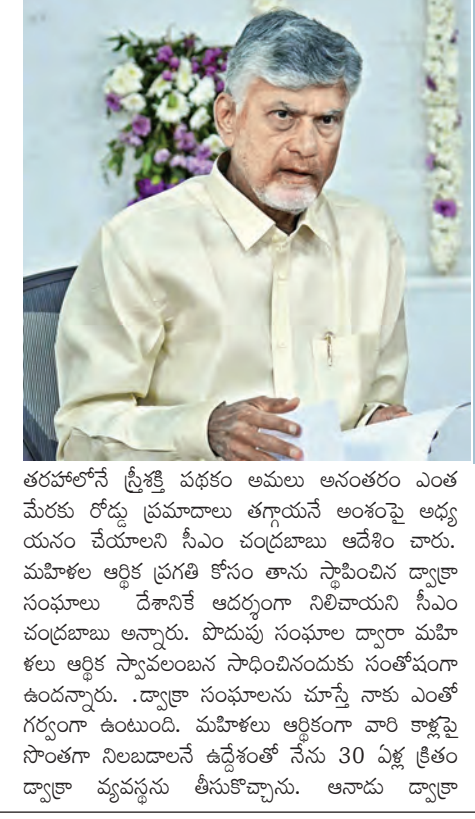 తరహాలోనే స్త్రీశక్తి పథకం అమలు అనంతరం ఎంత
మేరకు రోడ్డు ప్రమాదాలు తగ్గాయనే అంశంపై అధ్య
యనం చేయాలని సీఎం చంద్రబాబు ఆదేశిం చారు.
మహిళల ఆర్థిక ప్రగతి కోసం తాను స్థాపించిన డ్వాక్రా
సంఘాలు దేశానికే ఆదర్శంగా నిలిచాయని సీఎం
చంద్రబాబు అన్నారు. పొదుపు సంఘాల ద్వారా మహి
ళలు ఆర్థిక స్వావలంబన సాధించినందుకు సంతోషంగా
ఉందన్నారు. .డ్వాక్రా సంఘాలను చూస్తే నాకు ఎంతో
గర్వంగా ఉంటుంది. మహిళలు ఆర్థికంగా వారి కాళ్లపై
సొంతగా నిలబడాలనే ఉద్దేశంతో నేను 30 ఏళ్ల క్రితం
డ్వాక్రా వ్యవస్థను తీసుకొచ్చాను. ఆనాడు డ్వాక్రా